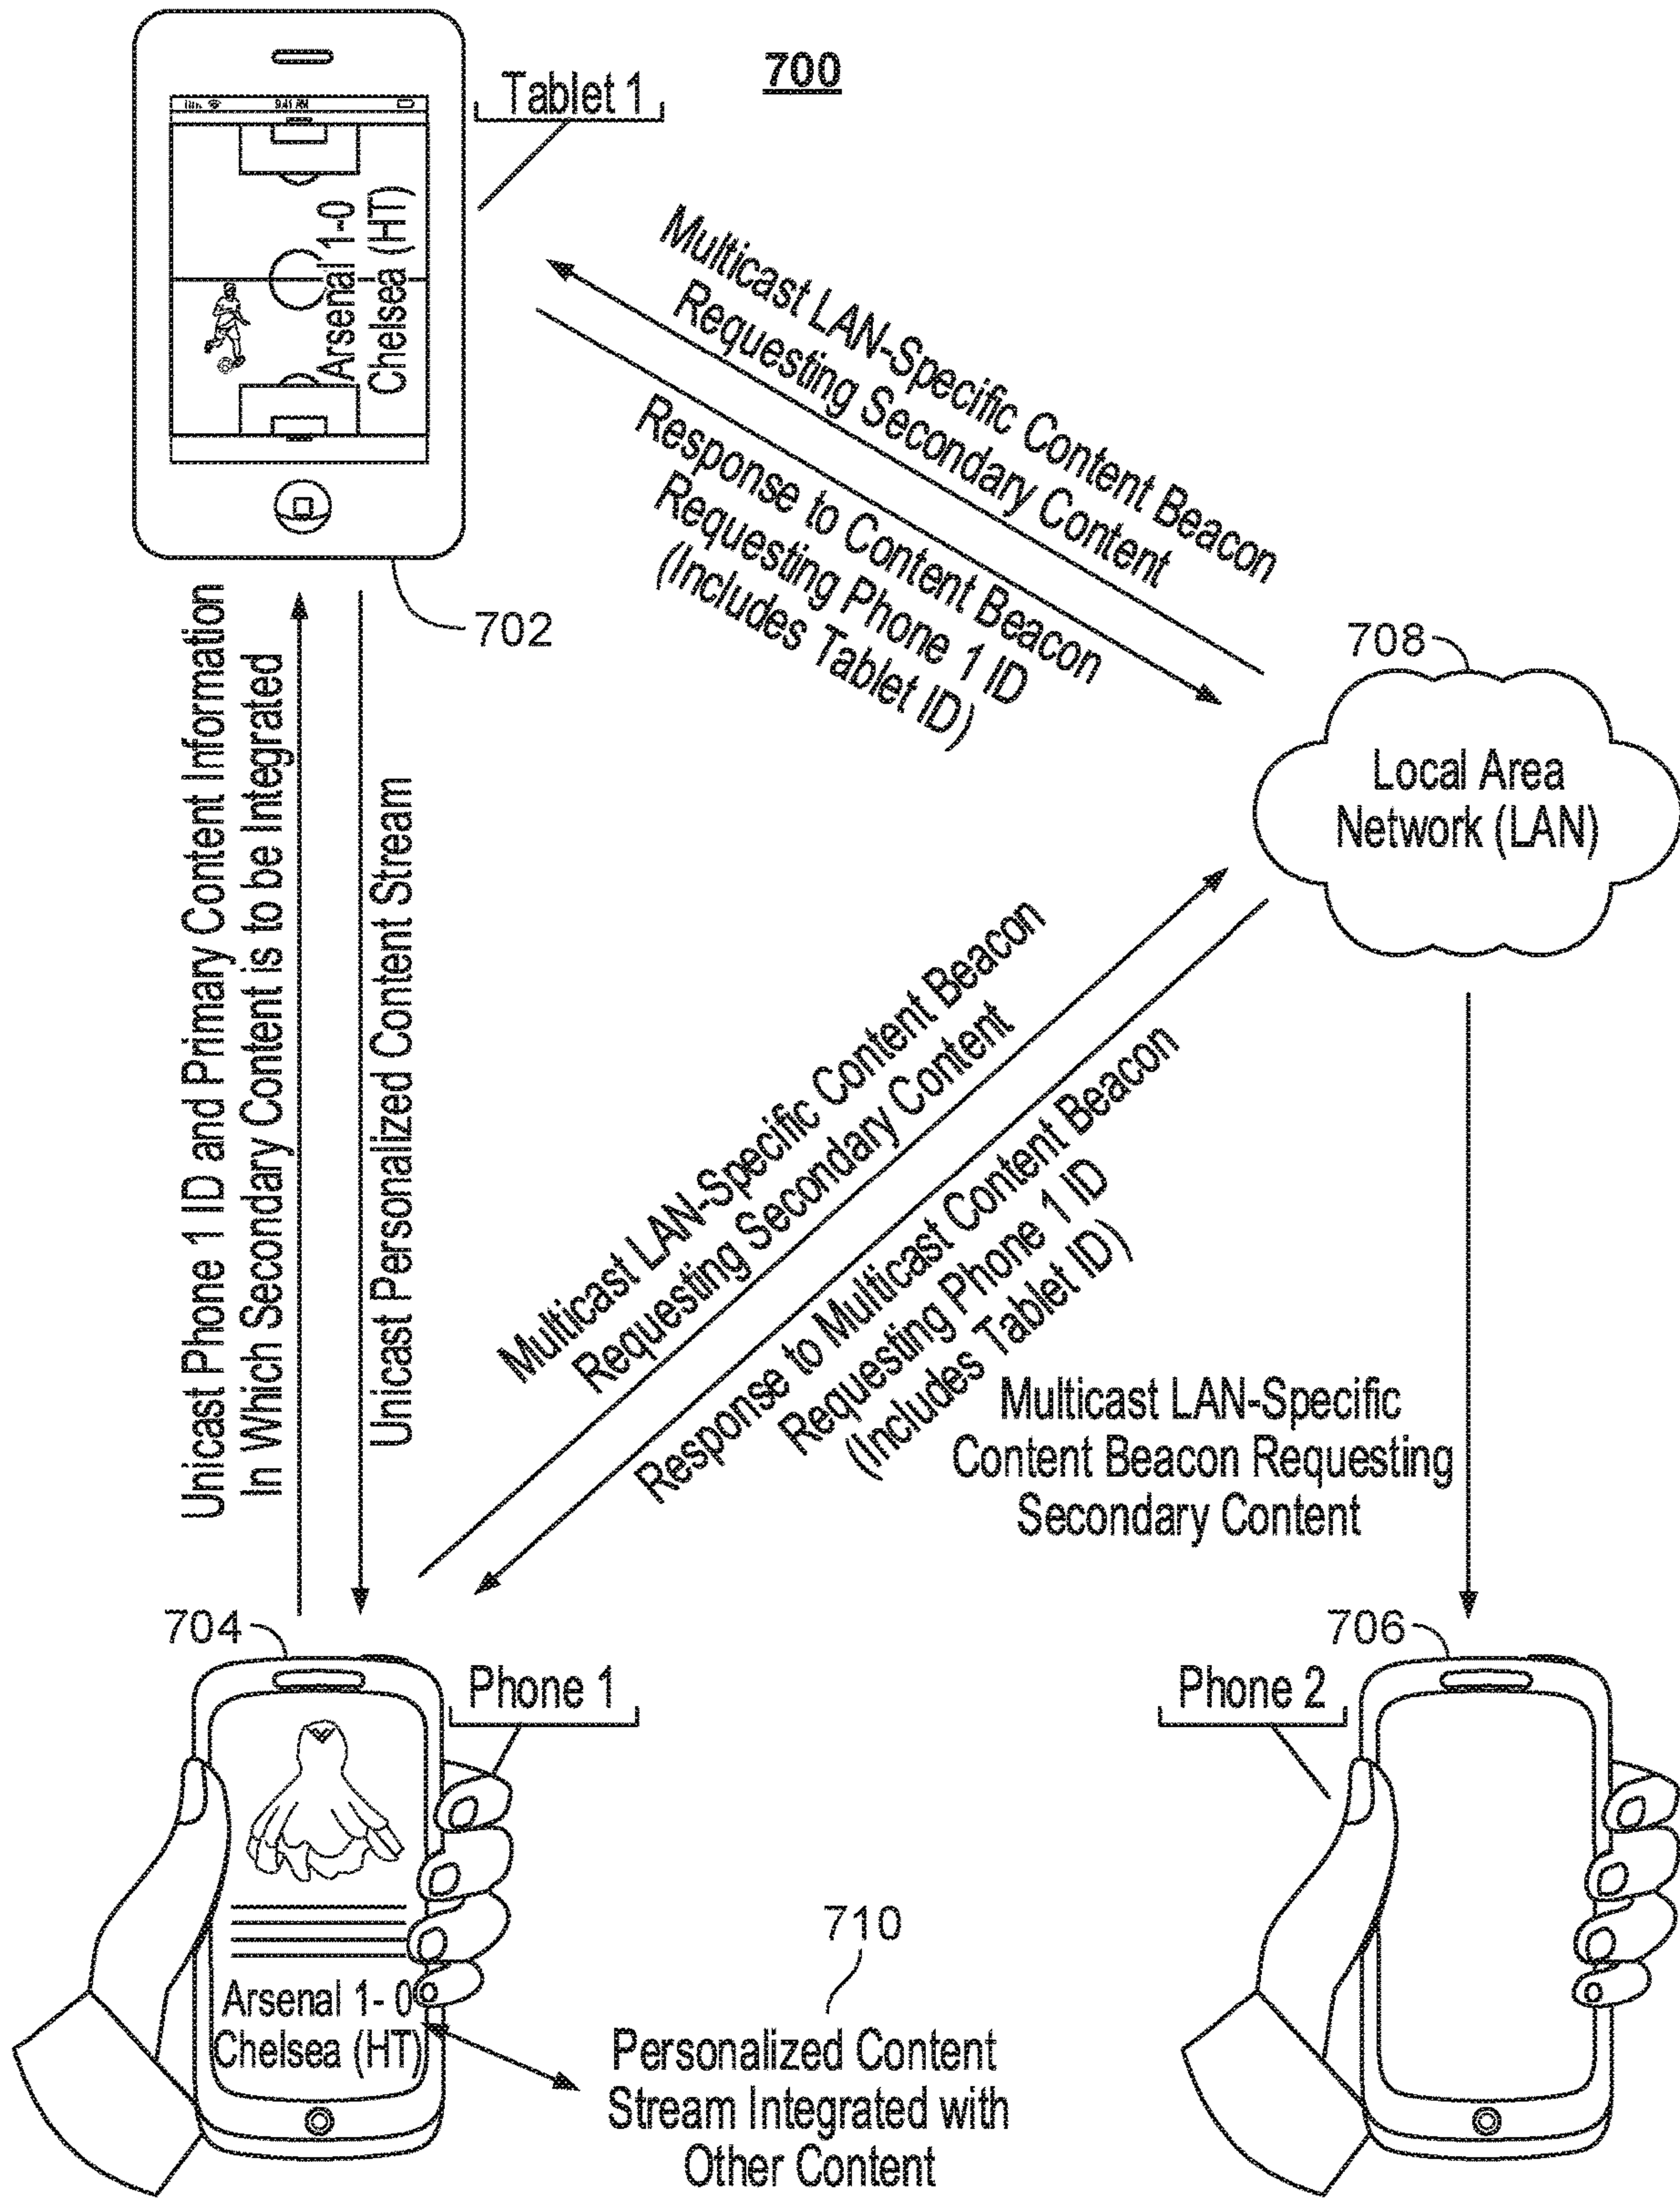 700
Tablet 1
9:41 AM
Arsenal 1-0
Chelsea (HT)
702
Multicast LAN-Specific Content Beacon
Requesting Secondary Content
Response to Content Beacon
Requesting Phone 1 ID
(Includes Tablet ID)
708
Local Area
Network (LAN)
Unicast Phone 1 ID and Primary Content Information
In Which Secondary Content is to be Integrated
Unicast Personalized Content Stream
Multicast LAN-Specific Content Beacon
Requesting Secondary Content
Response to Multicast Content Beacon
Requesting Phone 1 ID
(Includes Tablet ID)
Multicast LAN-Specific
Content Beacon Requesting
Secondary Content
704
Phone 1
706
Phone 2
Arsenal 1- 0
Chelsea (HT)
710
Personalized Content
Stream Integrated with
Other Content